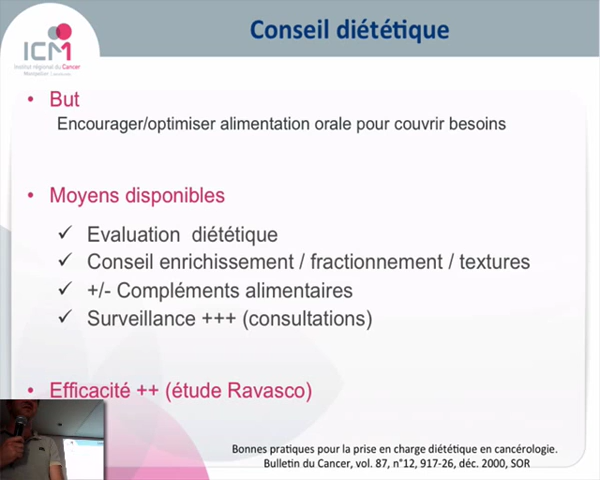 Conseil diététique
ICM
Institut régional du Cancer
Montpellier
• But
Encourager/optimiser alimentation orale pour couvrir besoins
• Moyens disponibles
✓ Evaluation diététique
✓ Conseil enrichissement / fractionnement / textures
✓ +/- Compléments alimentaires
✓ Surveillance +++ (consultations)
• Efficacité ++ (étude Ravasco)
Bonnes pratiques pour la prise en charge diététique en cancérologie.
Bulletin du Cancer, vol. 87, n°12, 917-26, déc. 2000, SOR